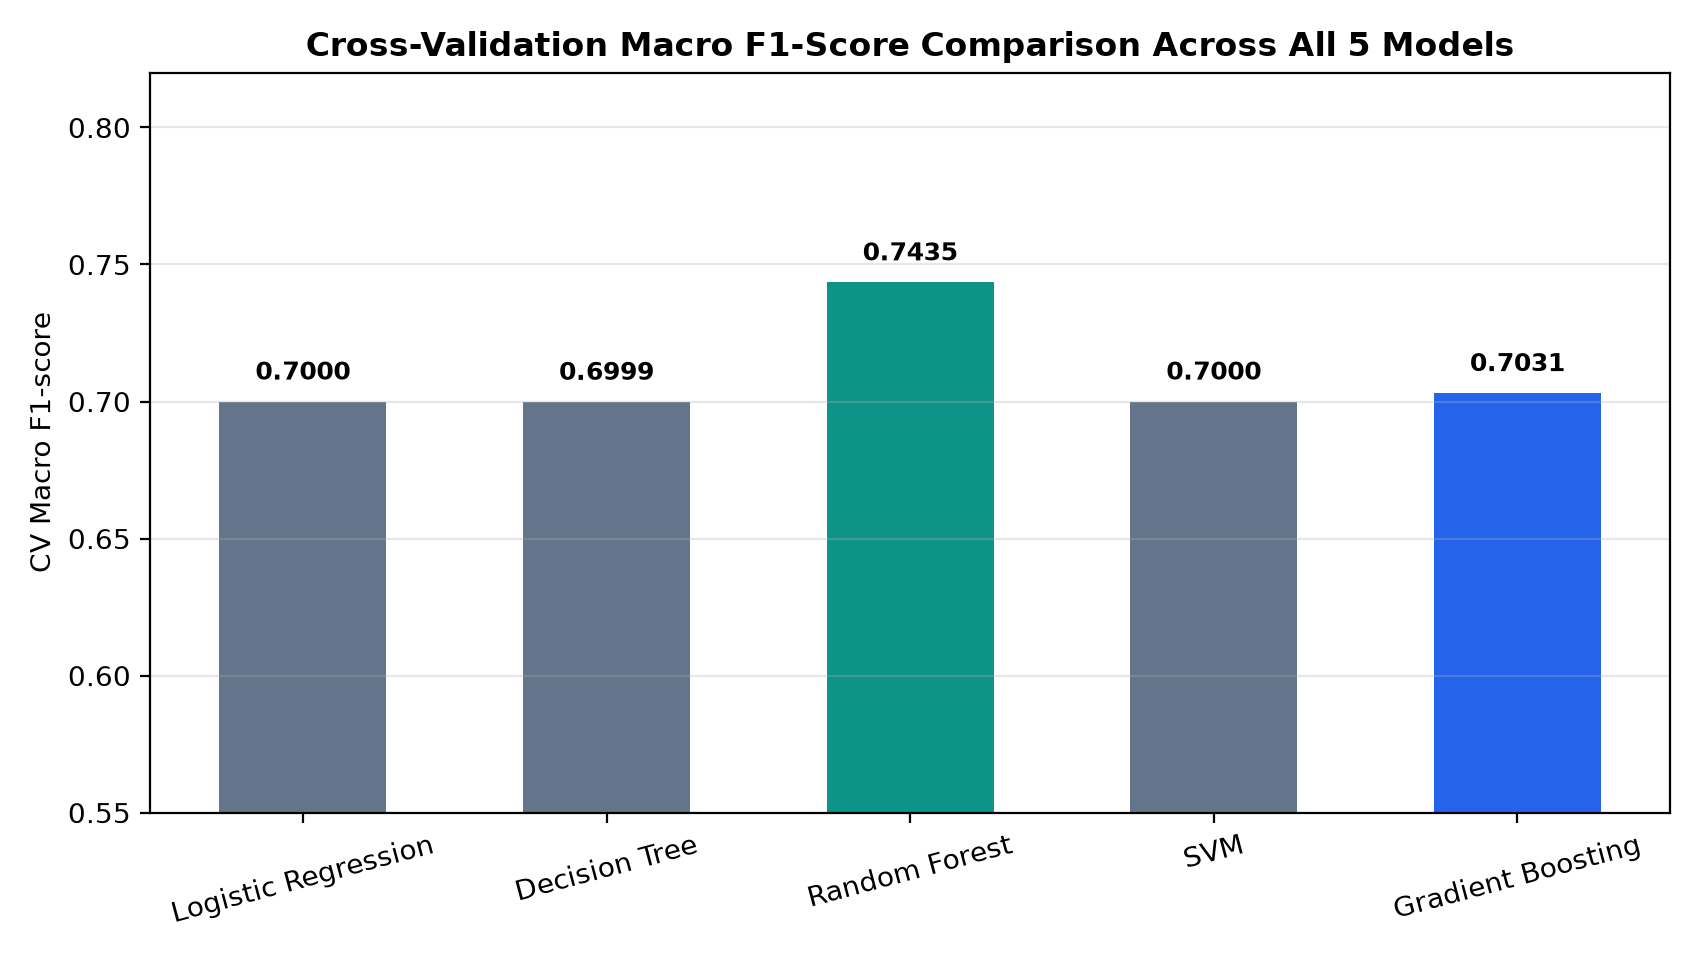 Cross-Validation Macro F1-Score Comparison Across All 5 Models
CV Macro F1-score
0.80
0.75
0.70
0.65
0.60
0.55
0.7000
0.6999
0.7435
0.7000
0.7031
Logistic Regression
Decision Tree
Random Forest
SVM
Gradient Boosting